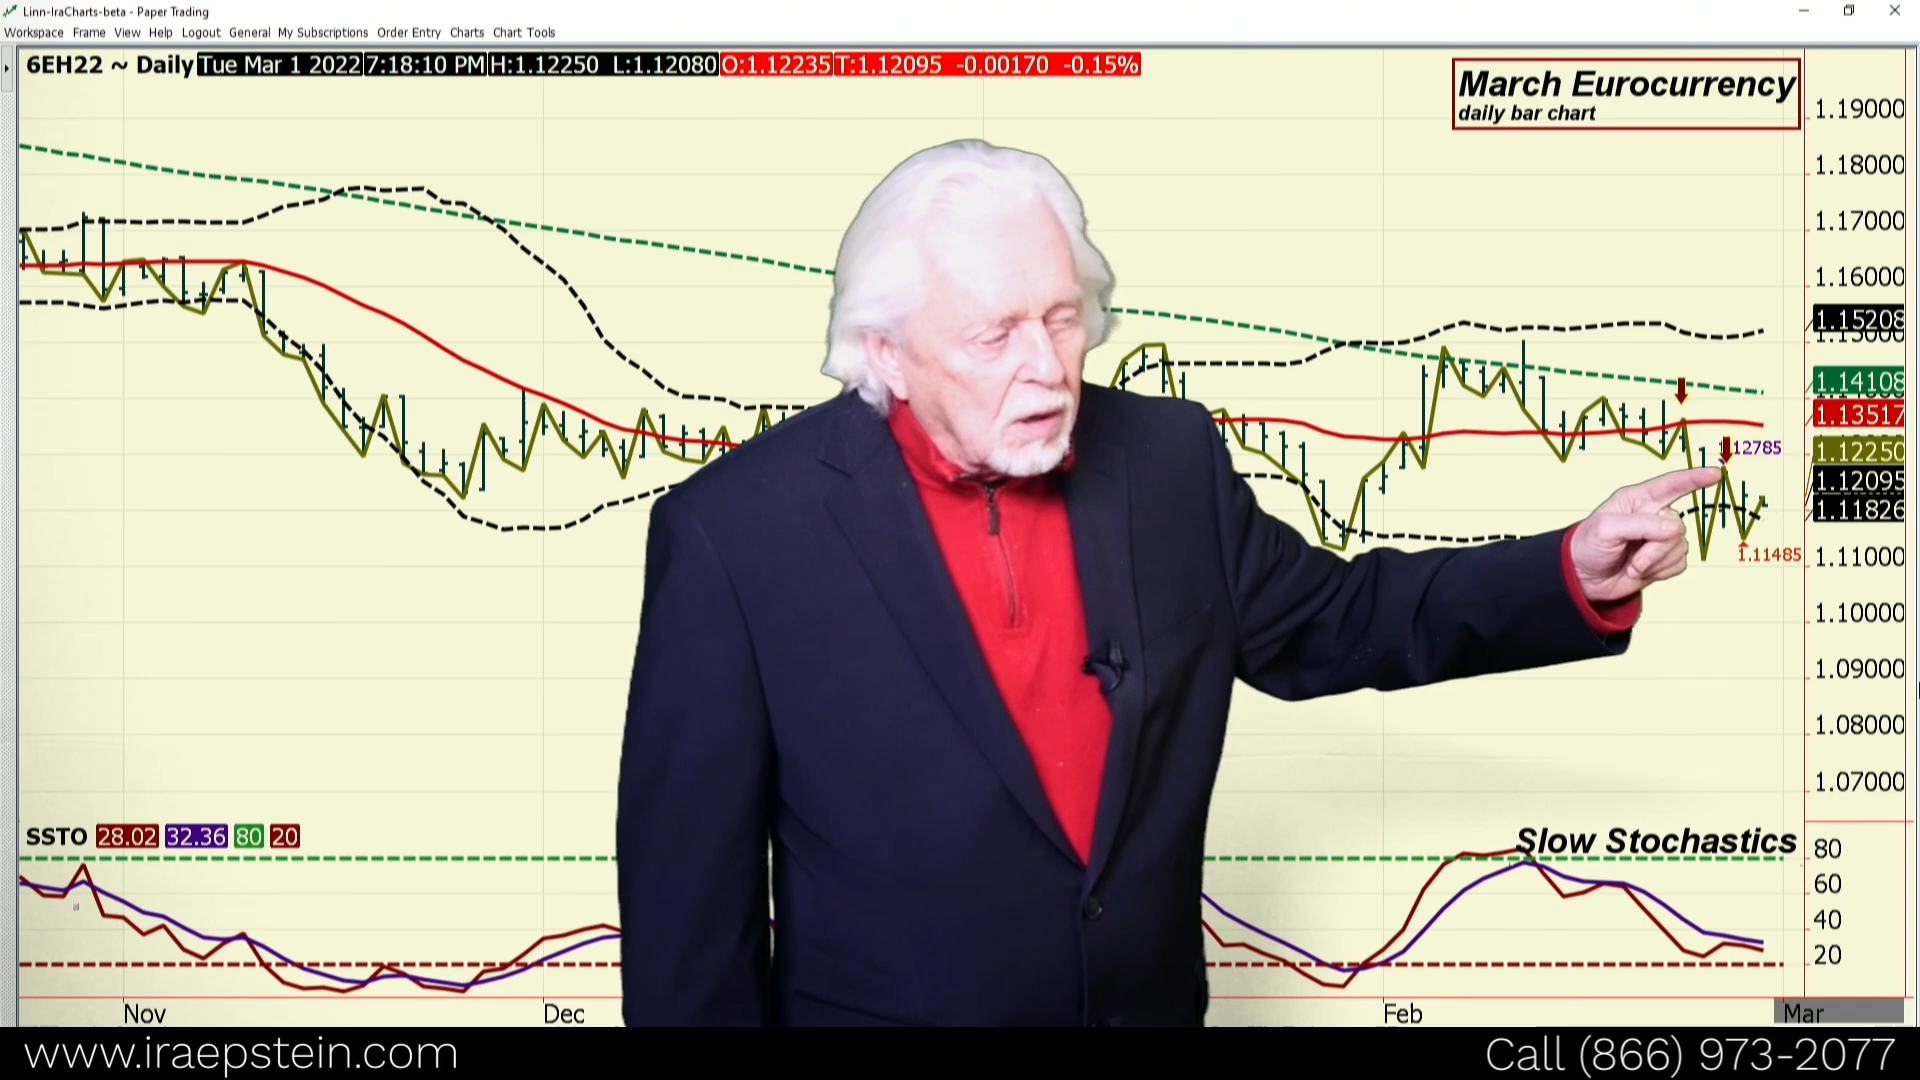 Linn-IraCharts-beta - Paper Trading
Workspace Frame View Help Logout General My Subscriptions Order Entry Charts Chart Tools
6EH22 ~ Daily Tue Mar 1 2022 7:18:10 PM H:1.12250 L:1.12080 O:1.12235 T:1.12095 -0.00170 -0.15%
March Eurocurrency
daily bar chart
1.19000
1.18000
1.17000
1.16000
1.15208
1.15000
1.14108
1.13517
1.12785
1.12250
1.12095
1.11826
1.11485
1.11000
1.10000
1.09000
1.08000
1.07000
SSTO 28.02 32.36 80 20
Slow Stochastics
80
60
40
20
Nov Dec Feb Mar
www.iraepstein.com
Call (866) 973-2077